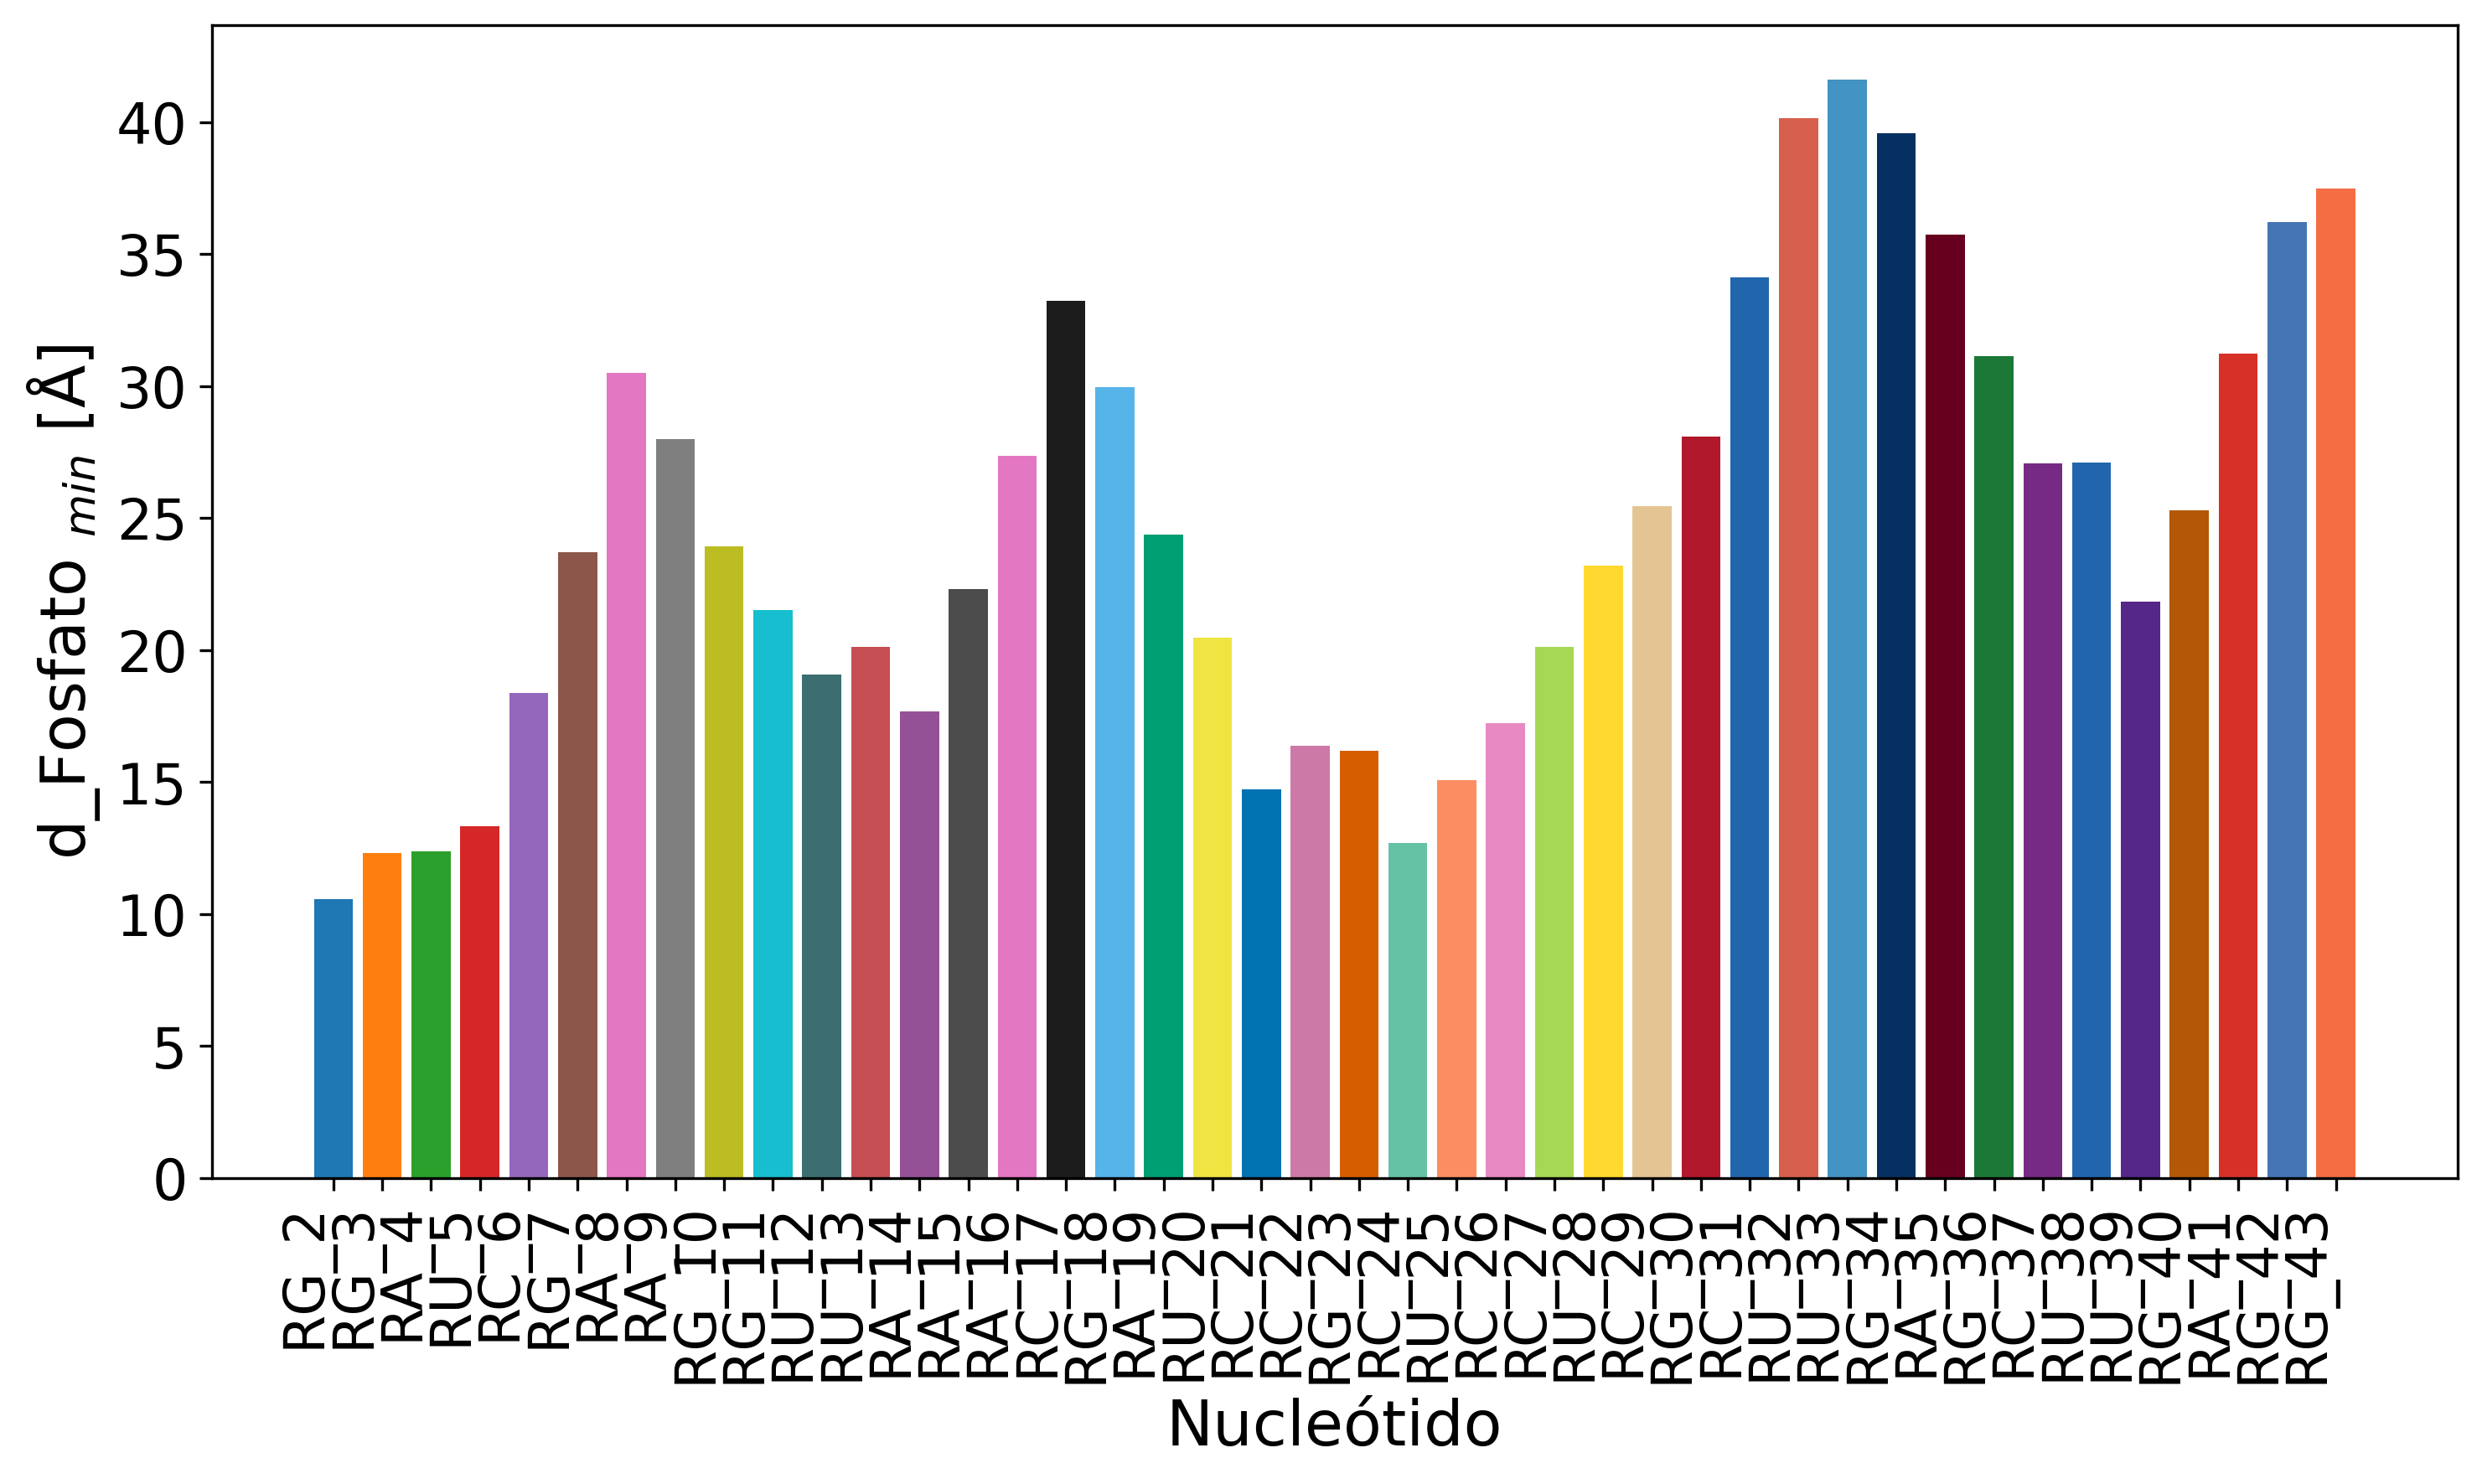 d_Fosfato min [Å]
40
35
30
25
20
15
10
5
0
RG_2
RG_3
RA_4
RU_5
RC_6
RG_7
RA_8
RA_9
RG_10
RG_11
RU_12
RU_13
RA_14
RA_15
RA_16
RC_17
RG_18
RA_19
RU_20
RC_21
RC_22
RG_23
RC_24
RU_25
RC_26
RC_27
RU_28
RC_29
RG_30
RC_31
RU_32
RU_33
RG_34
RA_35
RG_36
RC_37
RU_38
RU_39
RG_40
RA_41
RG_42
RG_43
Nucleótido